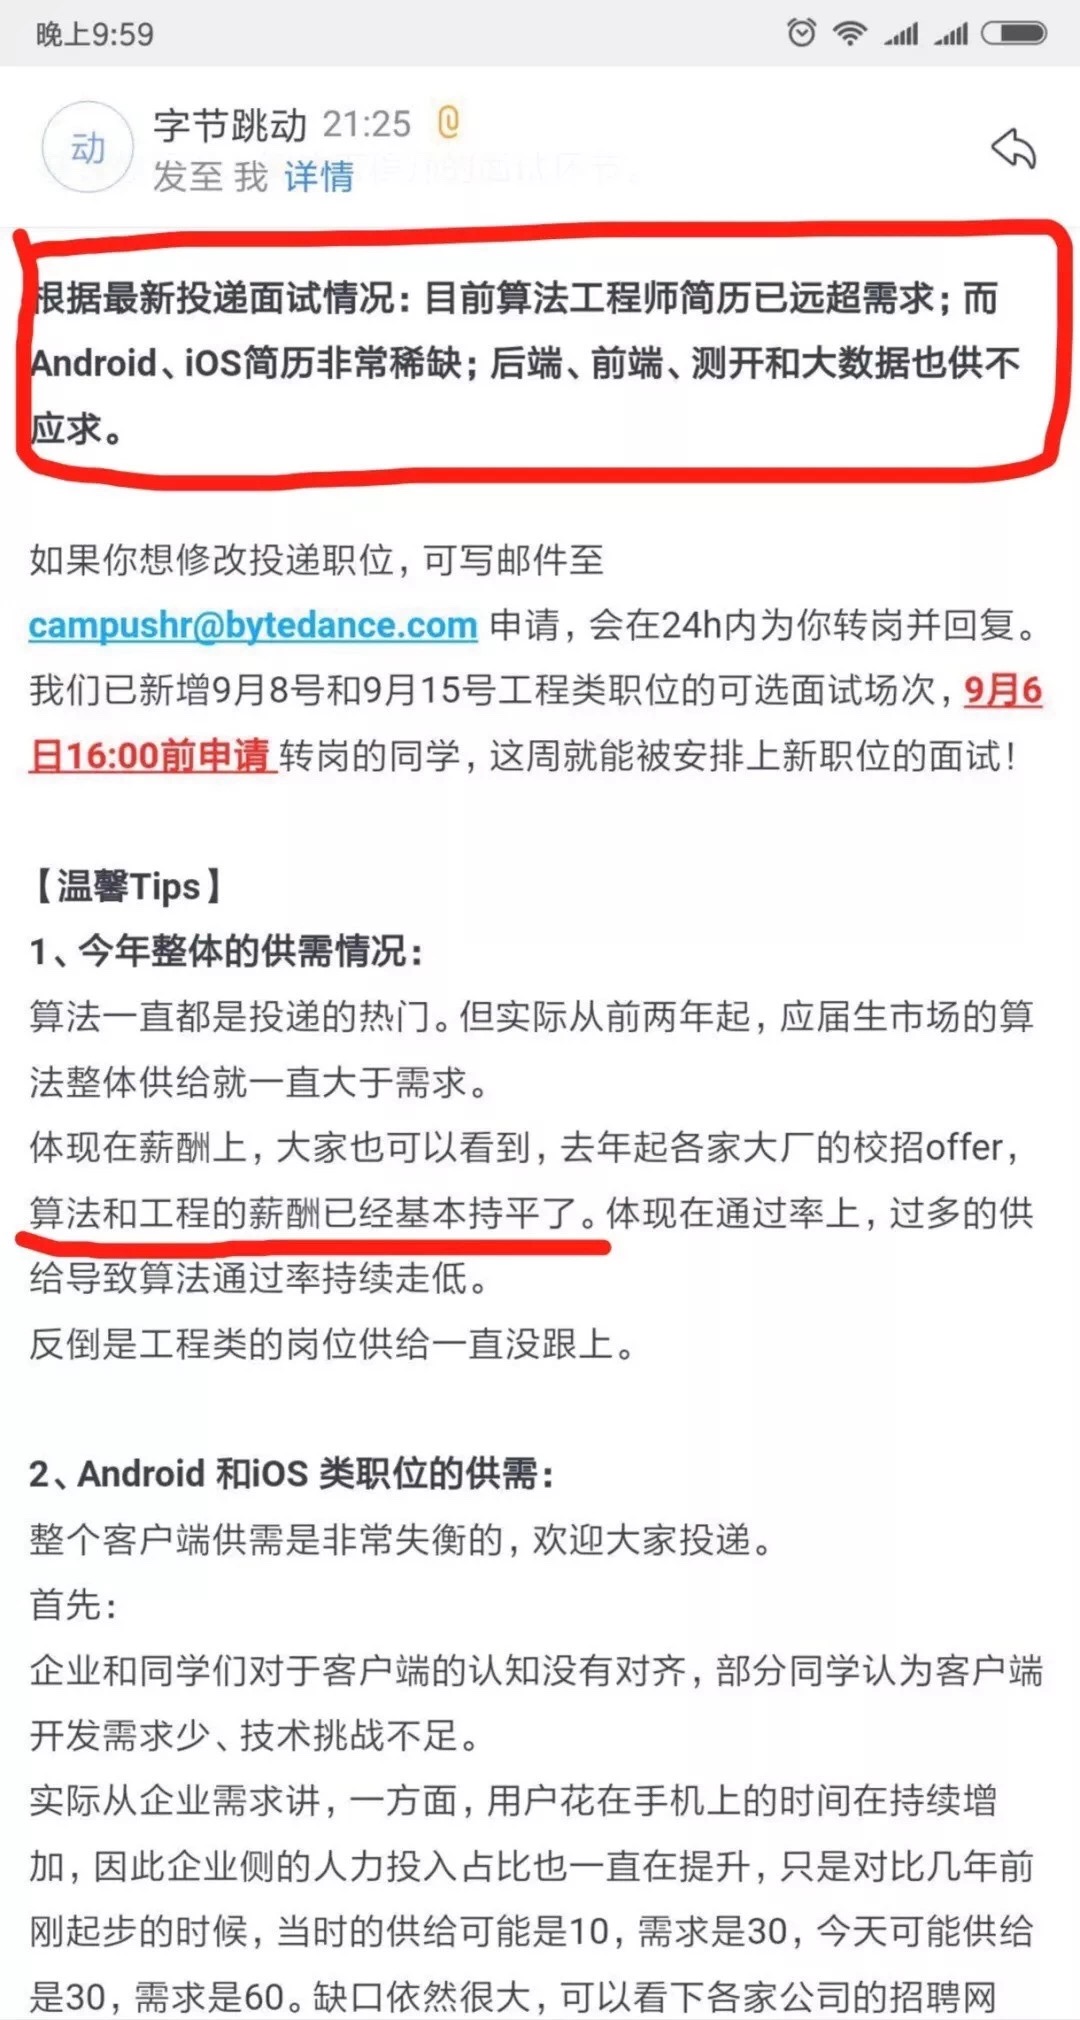 晚上9:59
动
字节跳动 21:25
发至 我 详情
根据最新投递面试情况：目前算法工程师简历已远超需求；而
Android、iOS简历非常稀缺；后端、前端、测开和大数据也供不
应求。
如果你想修改投递职位，可写邮件至
campushr@bytedance.com 申请，会在24h内为你转岗并回复。
我们已新增9月8号和9月15号工程类职位的可选面试场次，9月6
日16:00前申请 转岗的同学，这周就能被安排上新职位的面试！
【温馨Tips】
1、今年整体的供需情况：
算法一直都是投递的热门。但实际从前两年起，应届生市场的算
法整体供给就一直大于需求。
体现在薪酬上，大家也可以看到，去年起各家大厂的校招offer，
算法和工程的薪酬已经基本持平了。体现在通过率上，过多的供
给导致算法通过率持续走低。
反倒是工程类的岗位供给一直没跟上。
2、Android 和iOS 类职位的供需：
整个客户端供需是非常失衡的，欢迎大家投递。
首先：
企业和同学们对于客户端的认知没有对齐，部分同学认为客户端
开发需求少、技术挑战不足。
实际从企业需求讲，一方面，用户花在手机上的时间在持续增
加，因此企业侧的人力投入占比也一直在提升，只是对比几年前
刚起步的时候，当时的供给可能是10，需求是30，今天可能供给
是30，需求是60。缺口依然很大，可以看下各家公司的招聘网